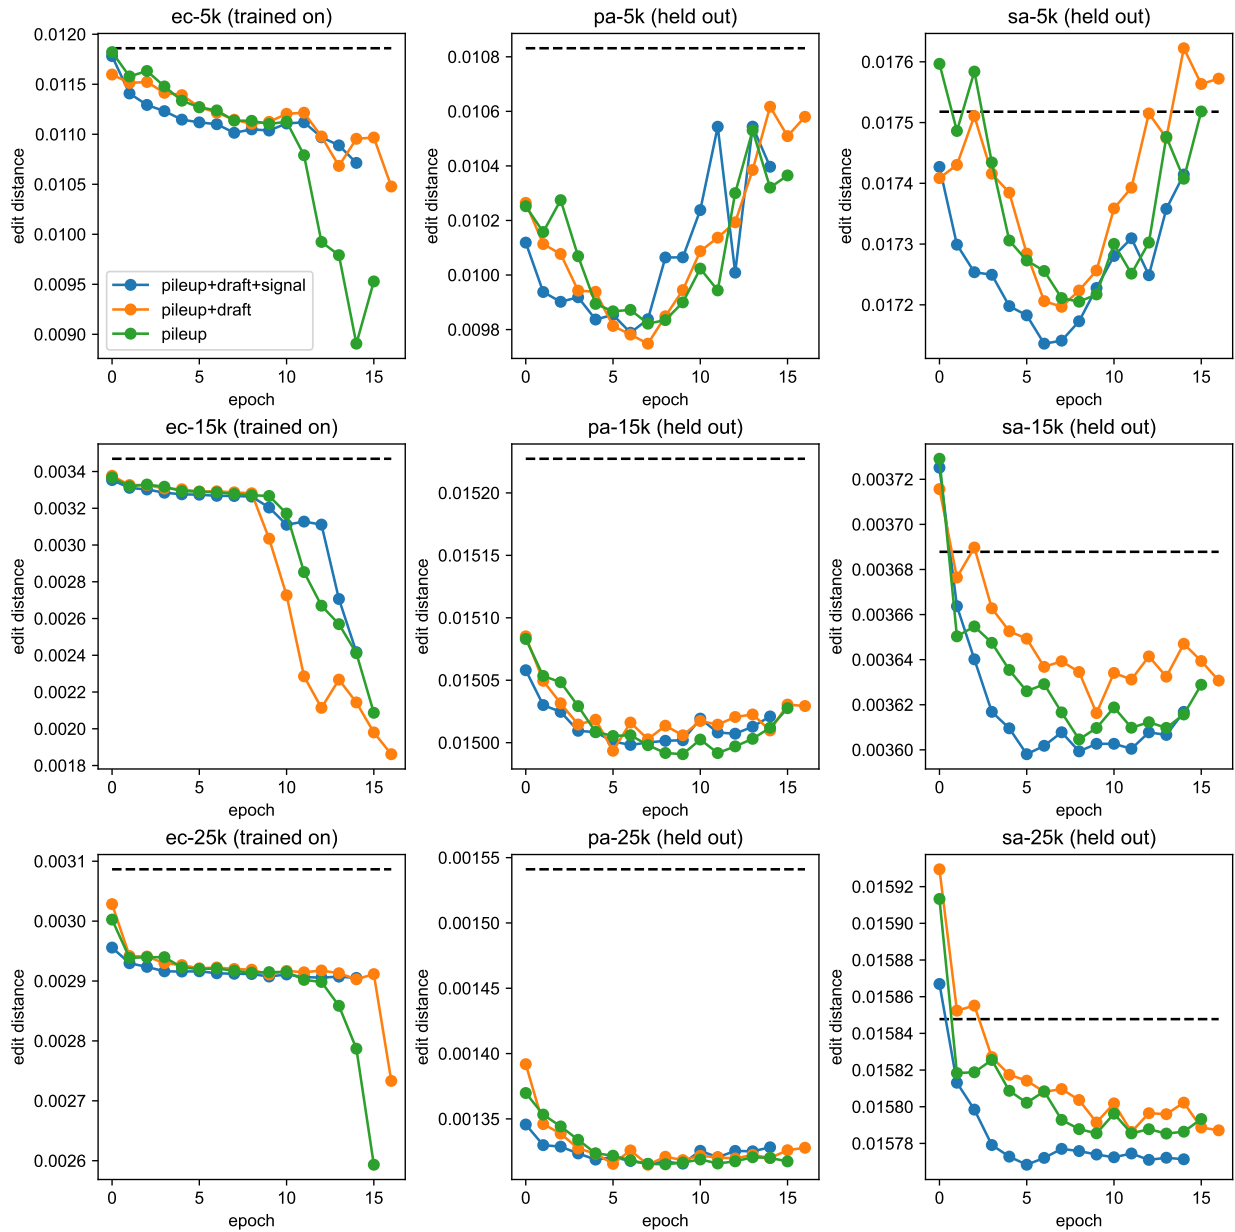 ec-5k (trained on)
0.0120
0.0115
0.0110
0.0105
0.0100
0.0095
0.0090
edit distance
pileup+draft+signal
pileup+draft
pileup
0 5 10 15
epoch
pa-5k (held out)
0.0108
0.0106
0.0104
0.0102
0.0100
0.0098
edit distance
0 5 10 15
epoch
sa-5k (held out)
0.0176
0.0175
0.0174
0.0173
0.0172
edit distance
0 5 10 15
epoch
ec-15k (trained on)
0.0034
0.0032
0.0030
0.0028
0.0026
0.0024
0.0022
0.0020
0.0018
edit distance
0 5 10 15
epoch
pa-15k (held out)
0.01520
0.01515
0.01510
0.01505
0.01500
edit distance
0 5 10 15
epoch
sa-15k (held out)
0.00372
0.00370
0.00368
0.00366
0.00364
0.00362
0.00360
edit distance
0 5 10 15
epoch
ec-25k (trained on)
0.0031
0.0030
0.0029
0.0028
0.0027
0.0026
edit distance
0 5 10 15
epoch
pa-25k (held out)
0.00155
0.00150
0.00145
0.00140
0.00135
edit distance
0 5 10 15
epoch
sa-25k (held out)
0.01592
0.01590
0.01588
0.01586
0.01584
0.01582
0.01580
0.01578
edit distance
0 5 10 15
epoch